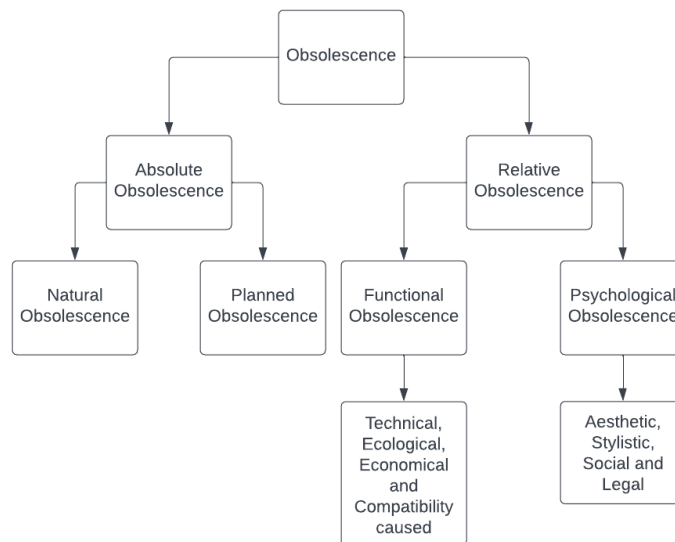 Obsolescence
Absolute
Obsolescence
Relative
Obsolescence
Natural
Obsolescence
Planned
Obsolescence
Functional
Obsolescence
Psychological
Obsolescence
Technical,
Ecological,
Economical
and
Compatibility
caused
Aesthetic,
Stylistic,
Social and
Legal